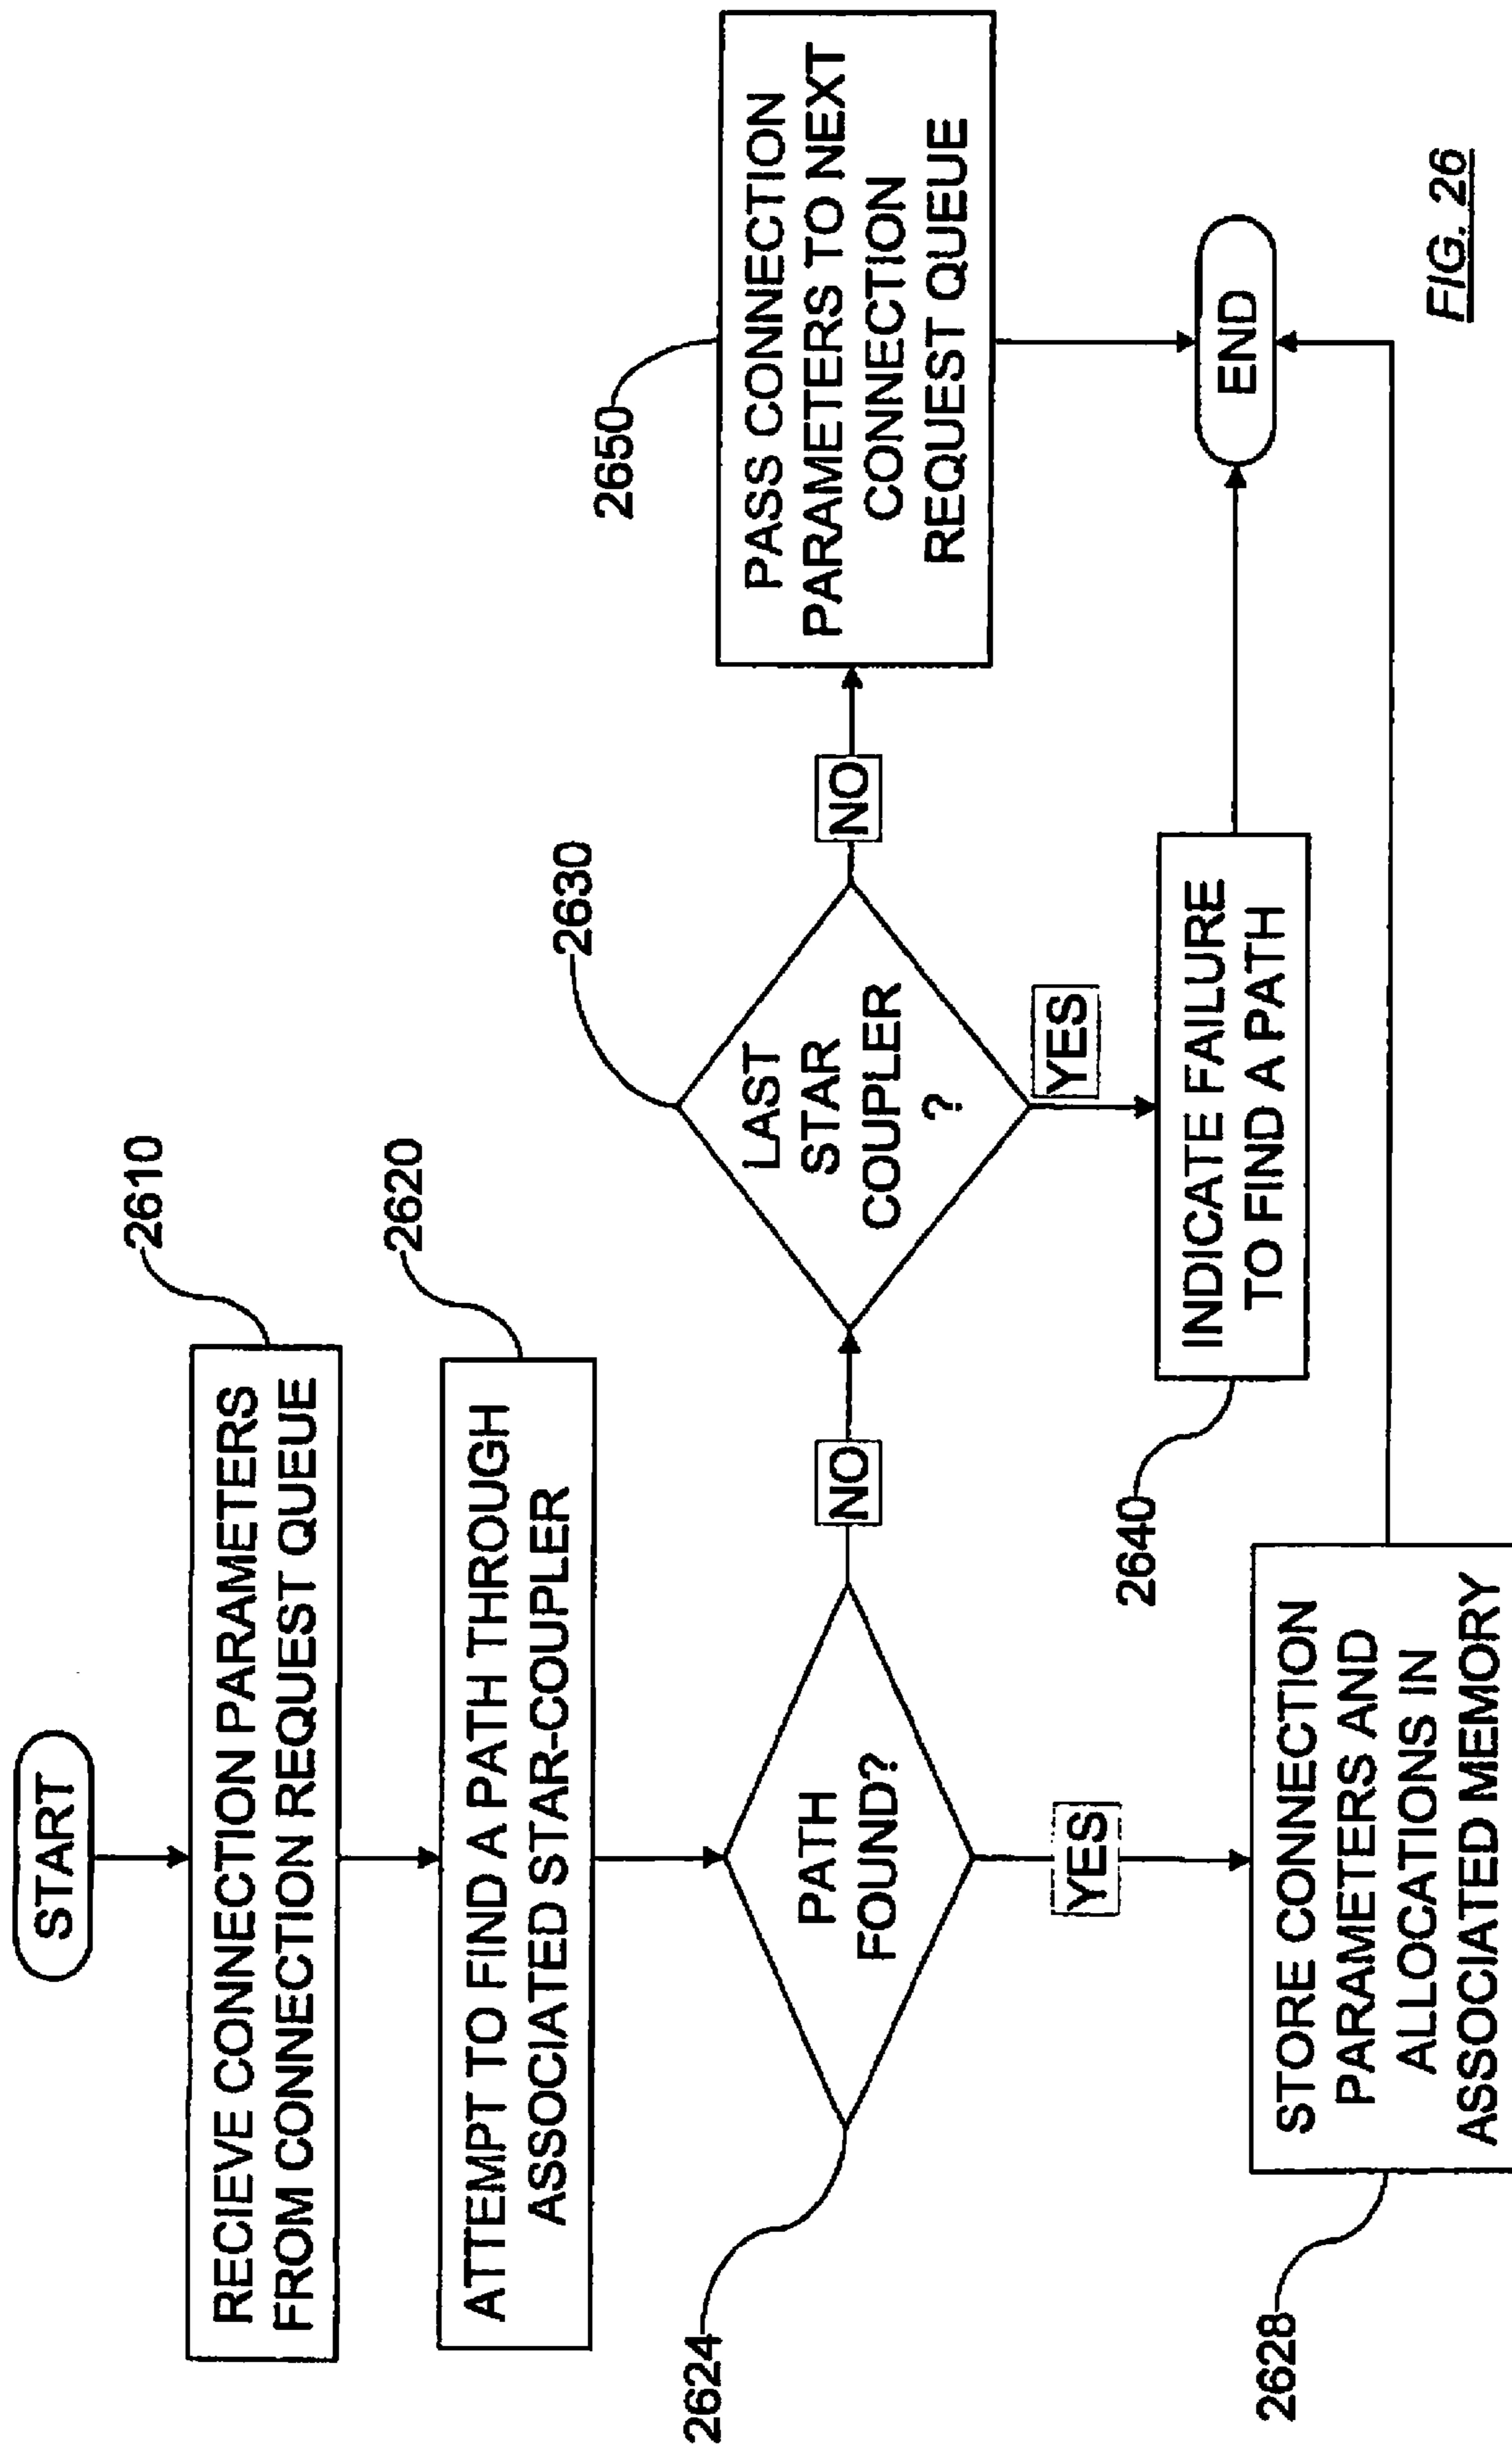 START
2610
RECIEVE CONNECTION PARAMETERS
FROM CONNECTION REQUEST QUEUE
2620
ATTEMPT TO FIND A PATH THROUGH
ASSOCIATED STAR-COUPLER
2624
PATH
FOUND?
NO
YES
2628
STORE CONNECTION
PARAMETERS AND
ALLOCATIONS IN
ASSOCIATED MEMORY
2630
LAST
STAR
COUPLER
?
NO
YES
2640
INDICATE FAILURE
TO FIND A PATH
2650
PASS CONNECTION
PARAMETERS TO NEXT
CONNECTION
REQUEST QUEUE
END
FIG. 26